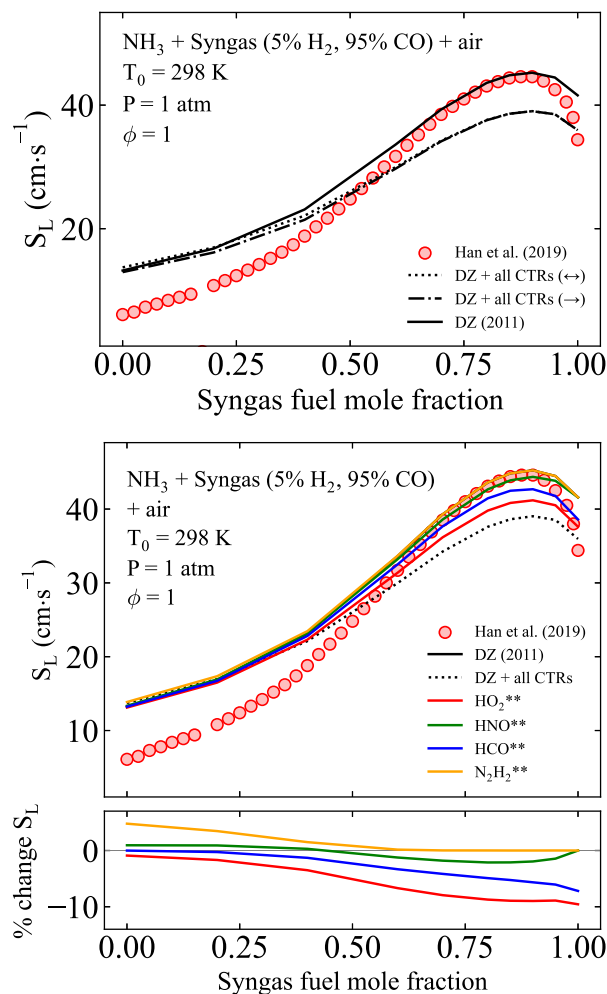 NH₃ + Syngas (5% H₂, 95% CO) + air
T₀ = 298 K
P = 1 atm
ϕ = 1
S_L (cm·s⁻¹)
40
20
Han et al. (2019)
DZ + all CTRs (↔)
DZ + all CTRs (→)
DZ (2011)
0.00 0.25 0.50 0.75 1.00
Syngas fuel mole fraction
NH₃ + Syngas (5% H₂, 95% CO)
+ air
T₀ = 298 K
P = 1 atm
ϕ = 1
S_L (cm·s⁻¹)
40
30
20
10
Han et al. (2019)
DZ (2011)
DZ + all CTRs
HO₂**
HNO**
HCO**
N₂H₂**
% change S_L
0
−10
0.00 0.25 0.50 0.75 1.00
Syngas fuel mole fraction